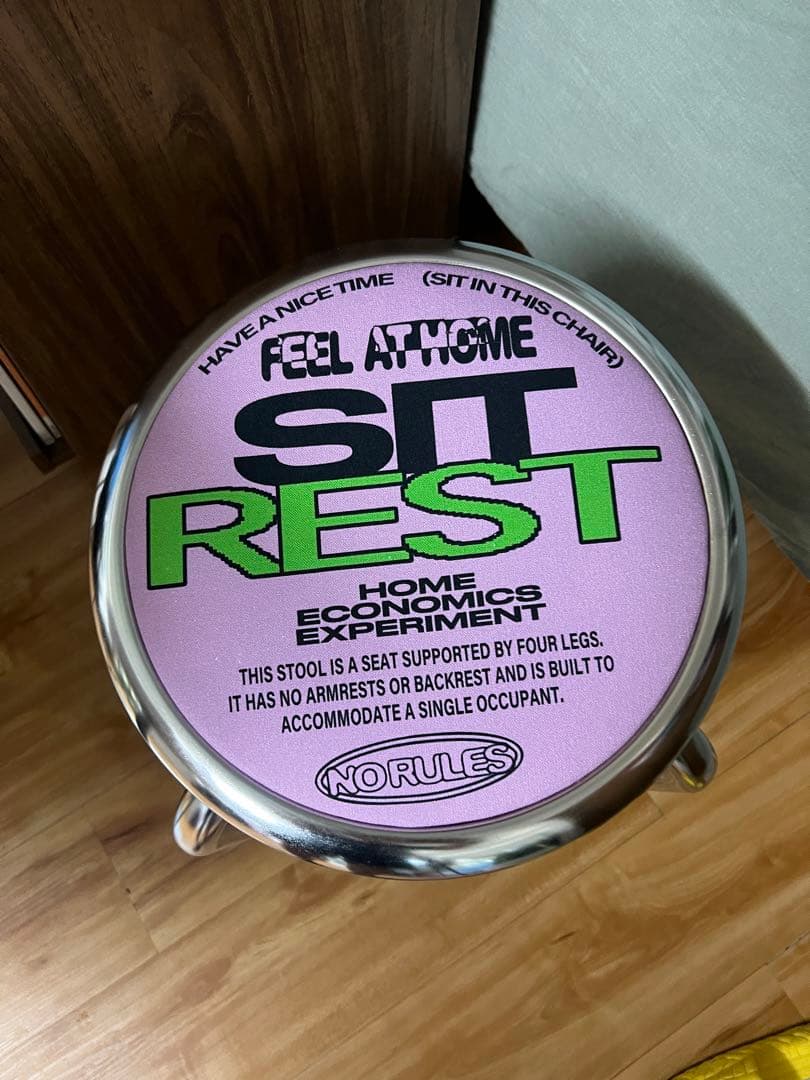 HAVE A NICE TIME (SIT IN THIS CHAIR)
FEEL AT HOME
SIT
REST
HOME
ECONOMICS
EXPERIMENT
THIS STOOL IS A SEAT SUPPORTED BY FOUR LEGS.
IT HAS NO ARMRESTS OR BACKREST AND IS BUILT TO
ACCOMMODATE A SINGLE OCCUPANT.
NO RULES